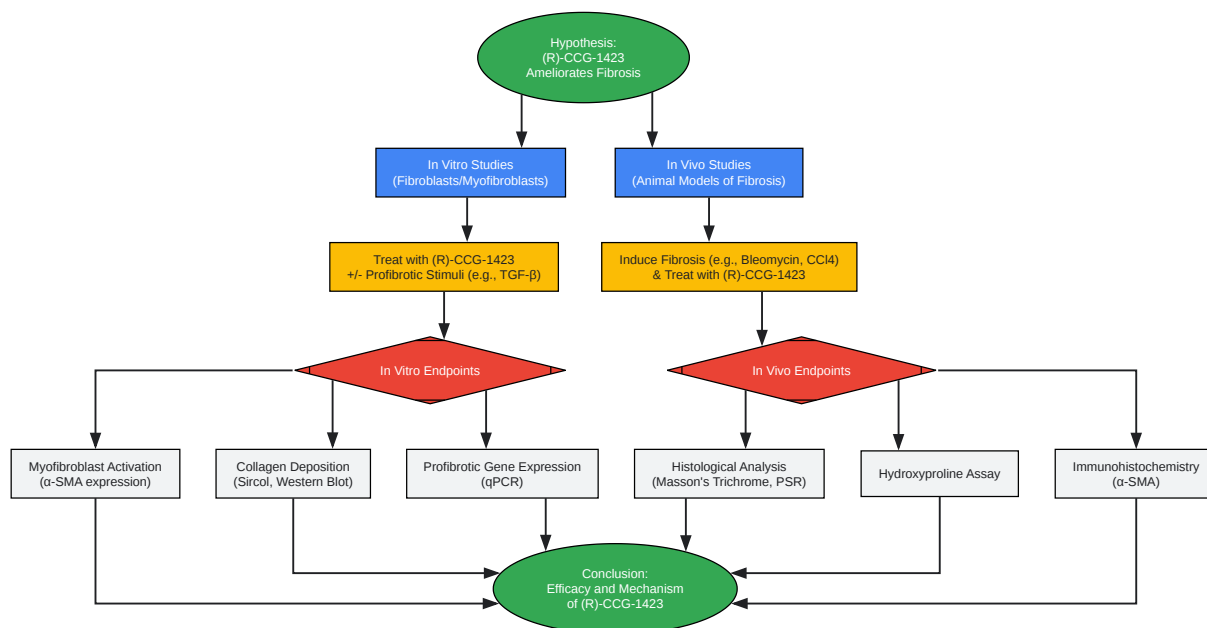 Hypothesis:
(R)-CCG-1423
Ameliorates Fibrosis
In Vitro Studies
(Fibroblasts/Myofibroblasts)
In Vivo Studies
(Animal Models of Fibrosis)
Treat with (R)-CCG-1423
+/- Profibrotic Stimuli (e.g., TGF-β)
Induce Fibrosis (e.g., Bleomycin, CCl4)
& Treat with (R)-CCG-1423
In Vitro Endpoints
In Vivo Endpoints
Myofibroblast Activation
(α-SMA expression)
Collagen Deposition
(Sircol, Western Blot)
Profibrotic Gene Expression
(qPCR)
Histological Analysis
(Masson's Trichrome, PSR)
Hydroxyproline Assay
Immunohistochemistry
(α-SMA)
Conclusion:
Efficacy and Mechanism
of (R)-CCG-1423